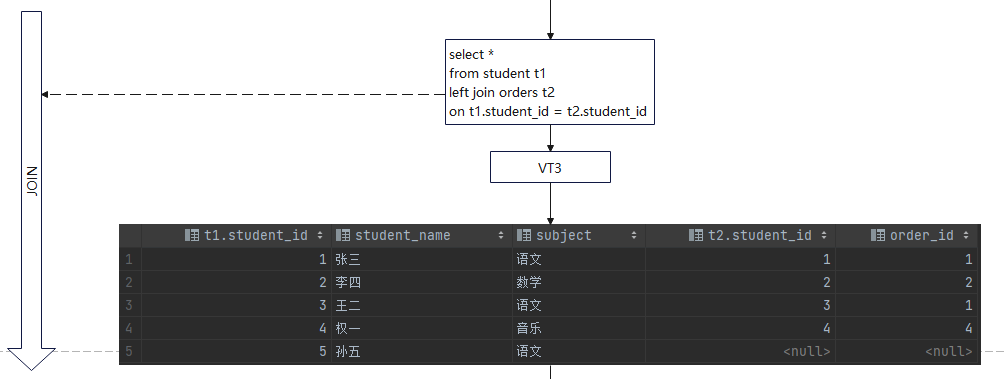 select *
from student t1
left join orders t2
on t1.student_id = t2.student_id
JOIN
VT3
t1.student_id student_name subject t2.student_id order_id
1 1 张三 语文 1 1
2 2 李四 数学 2 2
3 3 王二 语文 3 1
4 4 权一 音乐 4 4
5 5 孙五 语文 <null> <null>